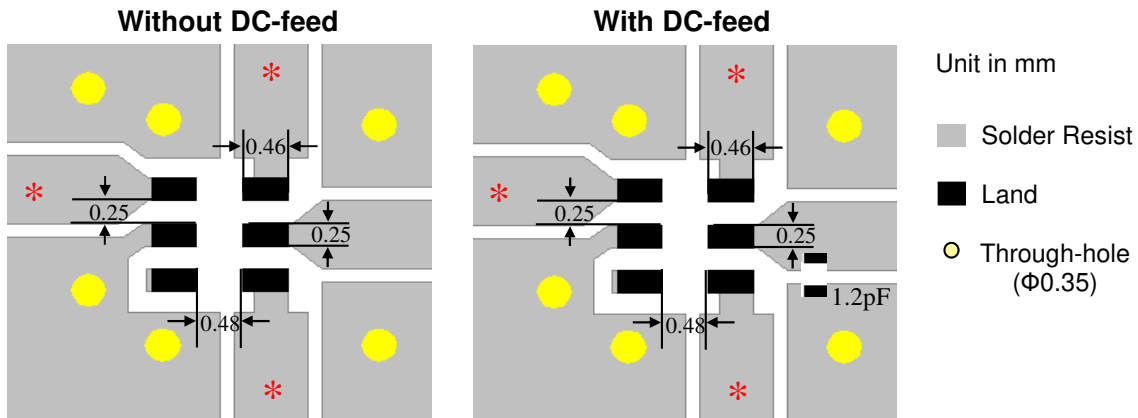 Without DC-feed
With DC-feed
Unit in mm
Solder Resist
Land
Through-hole
(Φ0.35)
*
0.46
*
0.25
0.25
0.48
*
*
0.46
*
0.25
0.25
1.2pF
0.48
*